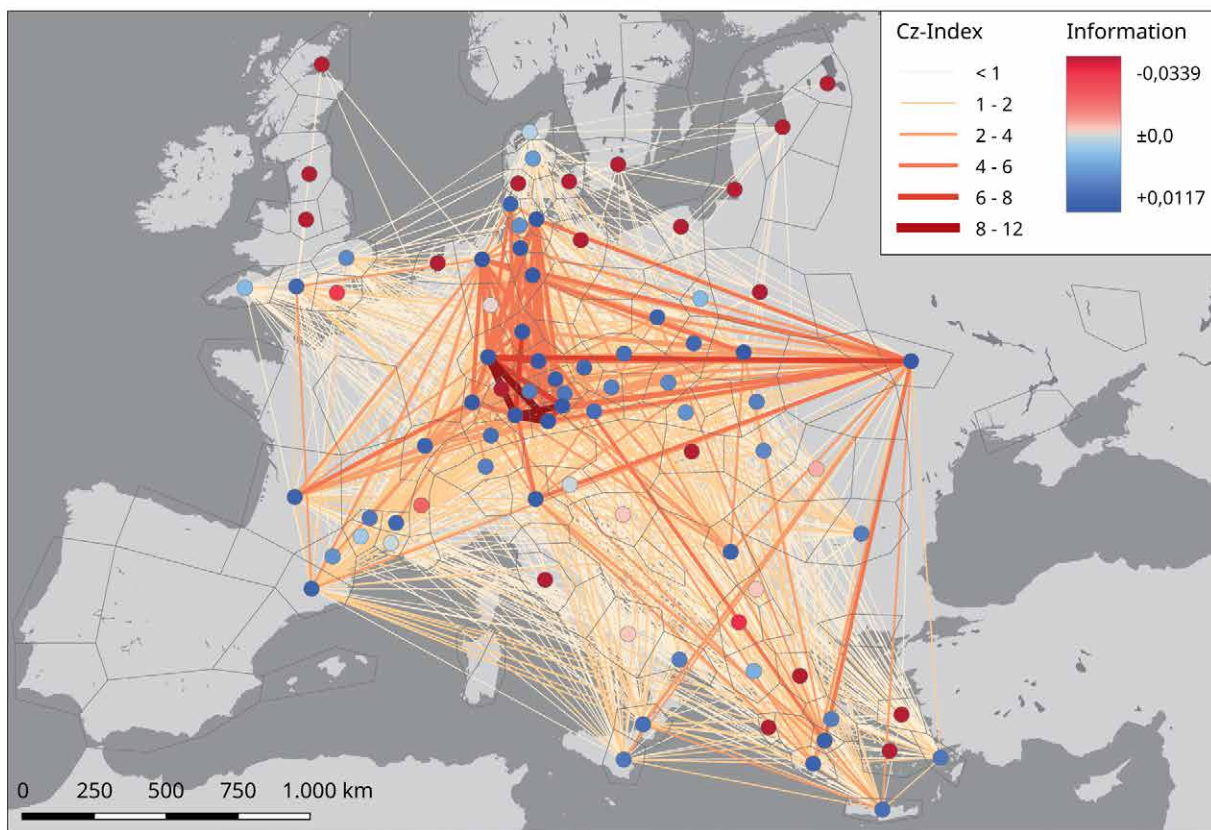 Cz-Index
< 1
1 - 2
2 - 4
4 - 6
6 - 8
8 - 12
Information
-0,0339
±0,0
+0,0117
0 250 500 750 1.000 km